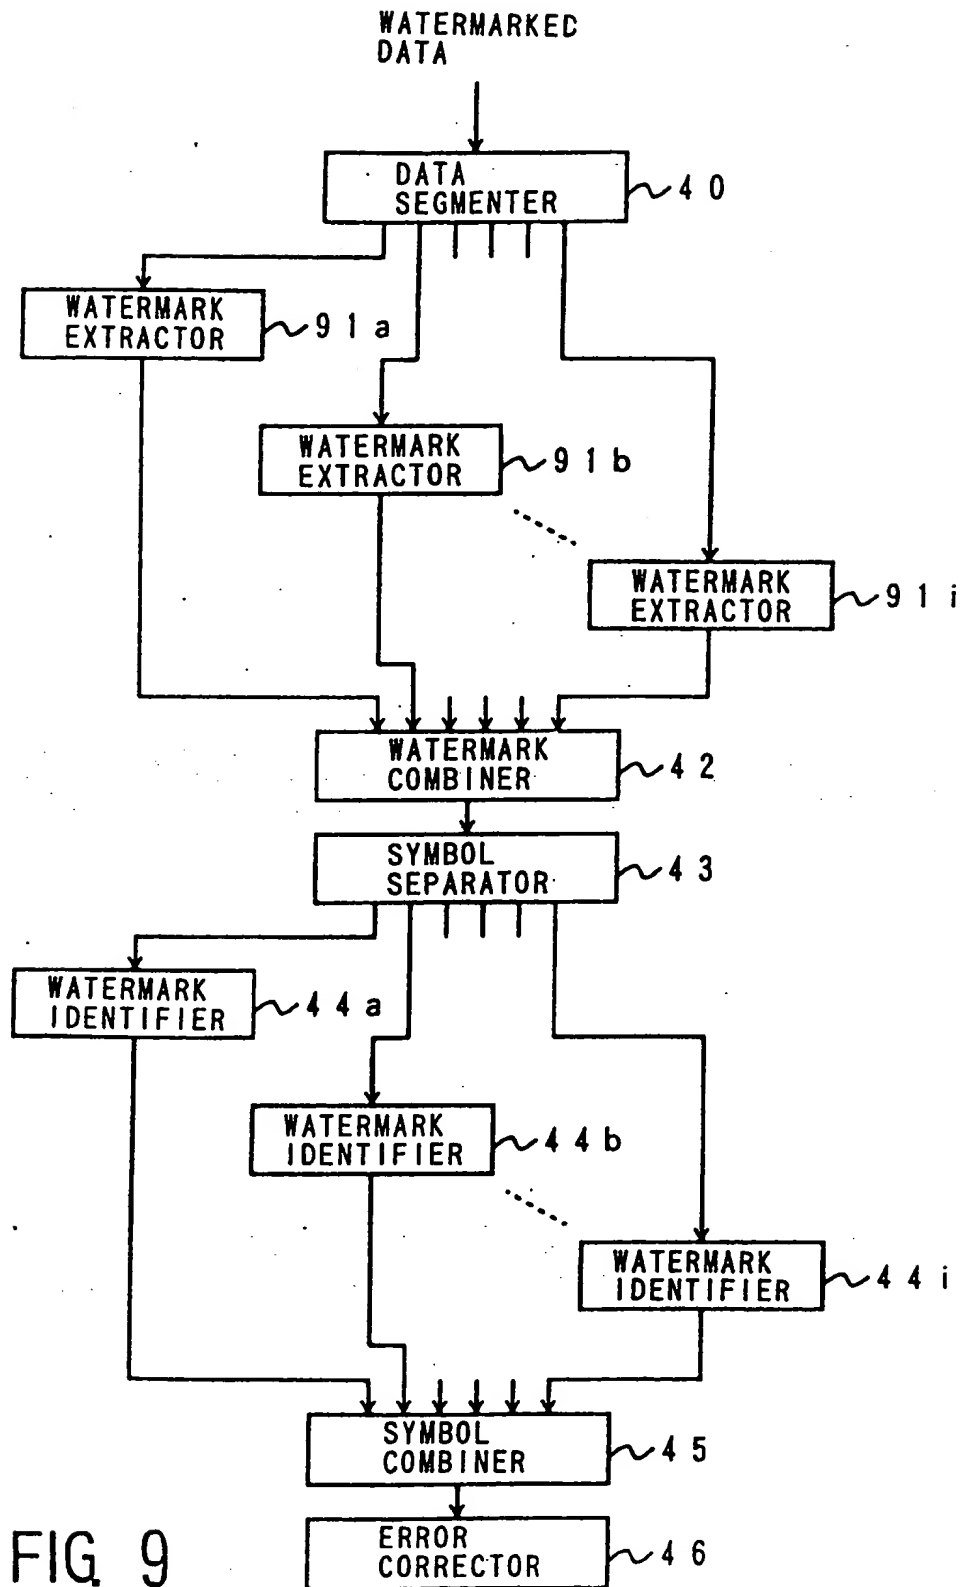 WATERMARKED
DATA
DATA
SEGMENTER
40
WATERMARK
EXTRACTOR
91a
WATERMARK
EXTRACTOR
91b
WATERMARK
EXTRACTOR
91i
WATERMARK
COMBINER
42
SYMBOL
SEPARATOR
43
WATERMARK
IDENTIFIER
44a
WATERMARK
IDENTIFIER
44b
WATERMARK
IDENTIFIER
44i
SYMBOL
COMBINER
45
ERROR
CORRECTOR
46
FIG. 9